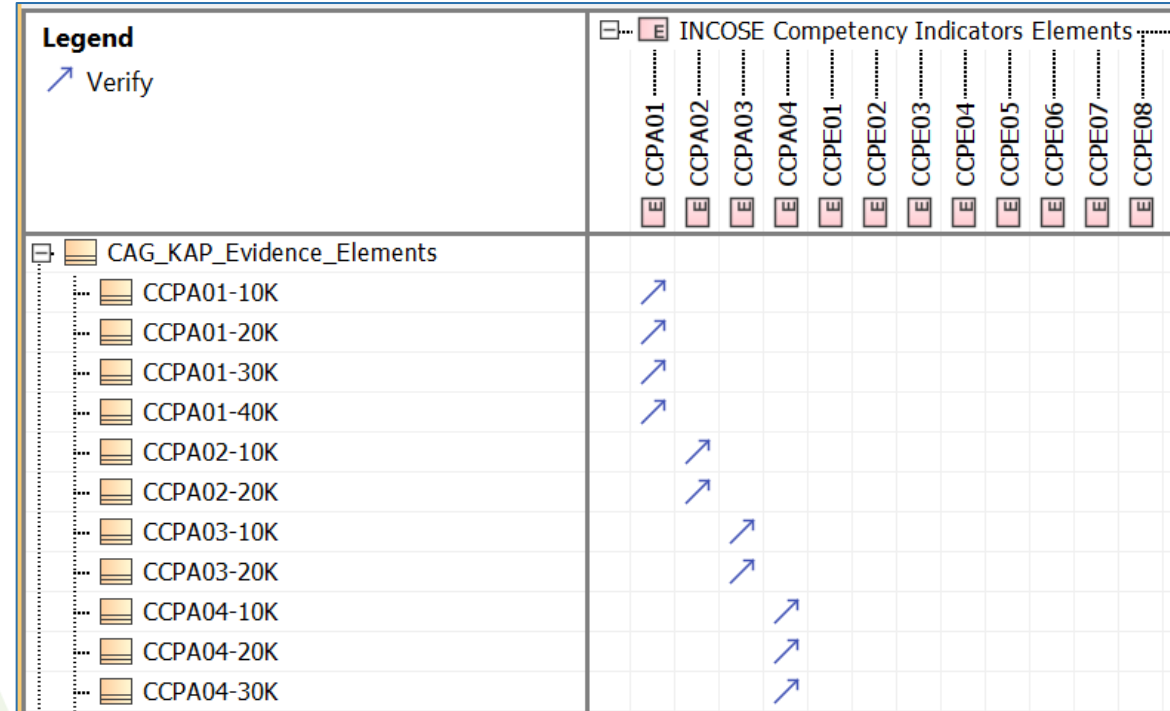 Legend
Verify
INCOSE Competency Indicators Elements
E
CCPA01
CCPA02
CCPA03
CCPA04
CCPE01
CCPE02
CCPE03
CCPE04
CCPE05
CCPE06
CCPE07
CCPE08
E E E E E E E E E E E E
CAG_KAP_Evidence_Elements
CCPA01-10K
CCPA01-20K
CCPA01-30K
CCPA01-40K
CCPA02-10K
CCPA02-20K
CCPA03-10K
CCPA03-20K
CCPA04-10K
CCPA04-20K
CCPA04-30K